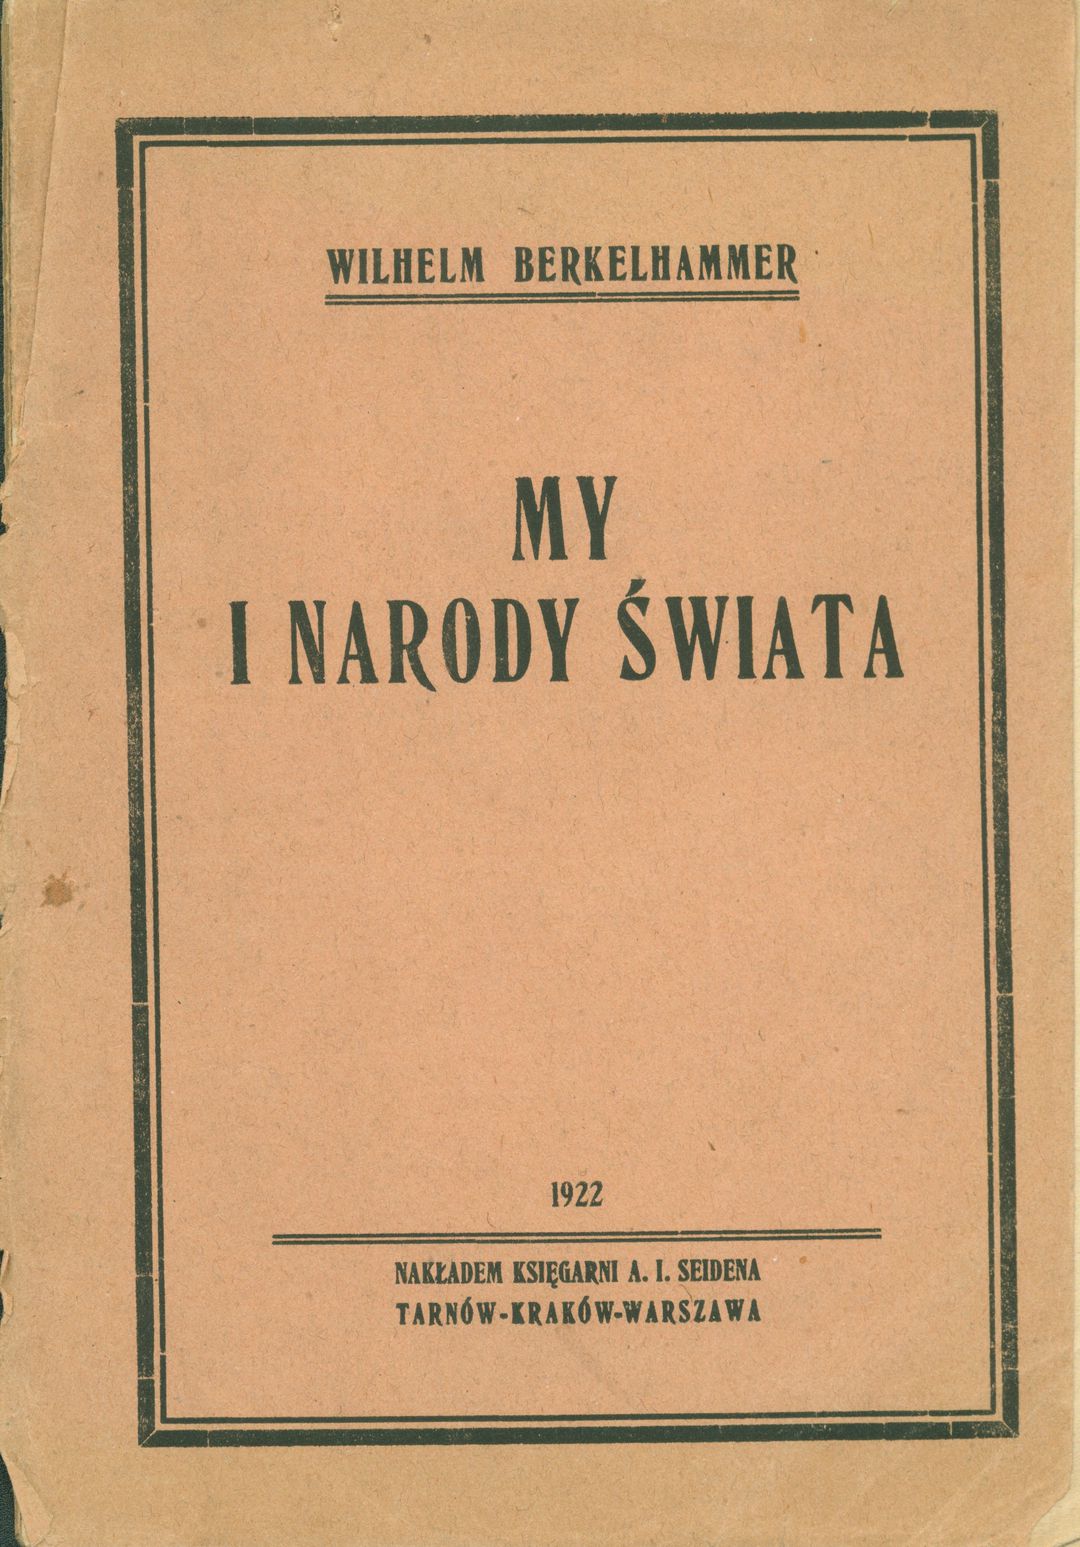 WILHELM BERKELHAMMER
MY
I NARODY ŚWIATA
1922
NAKŁADEM KSIĘGARNI A. I. SEIDENA
TARNÓW-KRAKÓW-WARSZAWA